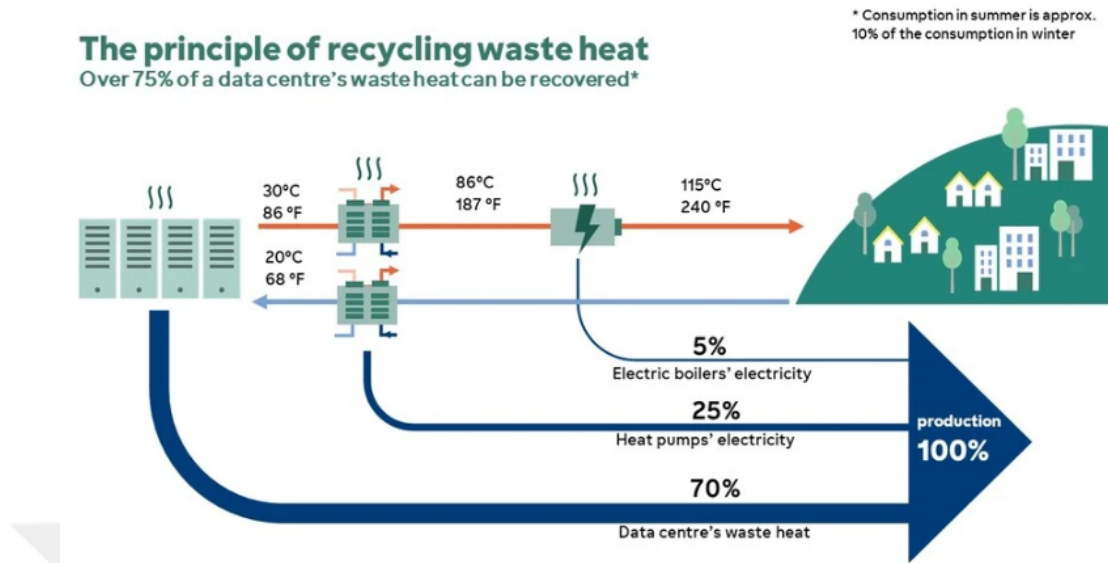 * Consumption in summer is approx.
10% of the consumption in winter
The principle of recycling waste heat
Over 75% of a data centre's waste heat can be recovered*
30°C
86 °F
86°C
187 °F
115°C
240 °F
20°C
68 °F
5%
Electric boilers' electricity
25%
Heat pumps' electricity
production
100%
70%
Data centre's waste heat